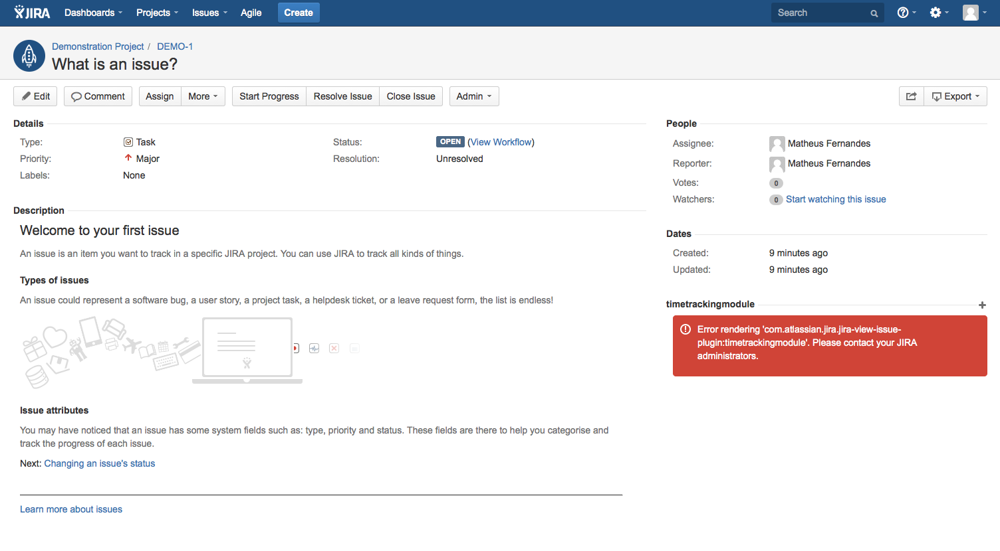 JIRA Dashboards Projects Issues Agile Create Search
Demonstration Project / DEMO-1
What is an issue?
Edit Comment Assign More Start Progress Resolve Issue Close Issue Admin Export
Details
Type: Task Status: OPEN (View Workflow)
Priority: Major Resolution: Unresolved
Labels: None
Description
Welcome to your first issue
An issue is an item you want to track in a specific JIRA project. You can use JIRA to track all kinds of things.
Types of issues
An issue could represent a software bug, a user story, a project task, a helpdesk ticket, or a leave request form, the list is endless!
Issue attributes
You may have noticed that an issue has some system fields such as: type, priority and status. These fields are there to help you categorise and
track the progress of each issue.
Next: Changing an issue's status
Learn more about issues
People
Assignee: Matheus Fernandes
Reporter: Matheus Fernandes
Votes: 0
Watchers: 0 Start watching this issue
Dates
Created: 9 minutes ago
Updated: 9 minutes ago
timetrackingmodule
Error rendering 'com.atlassian.jira.jira-view-issue-
plugin:timetrackingmodule'. Please contact your JIRA
administrators.